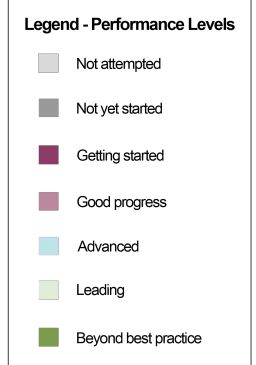 Legend - Performance Levels
Not attempted
Not yet started
Getting started
Good progress
Advanced
Leading
Beyond best practice